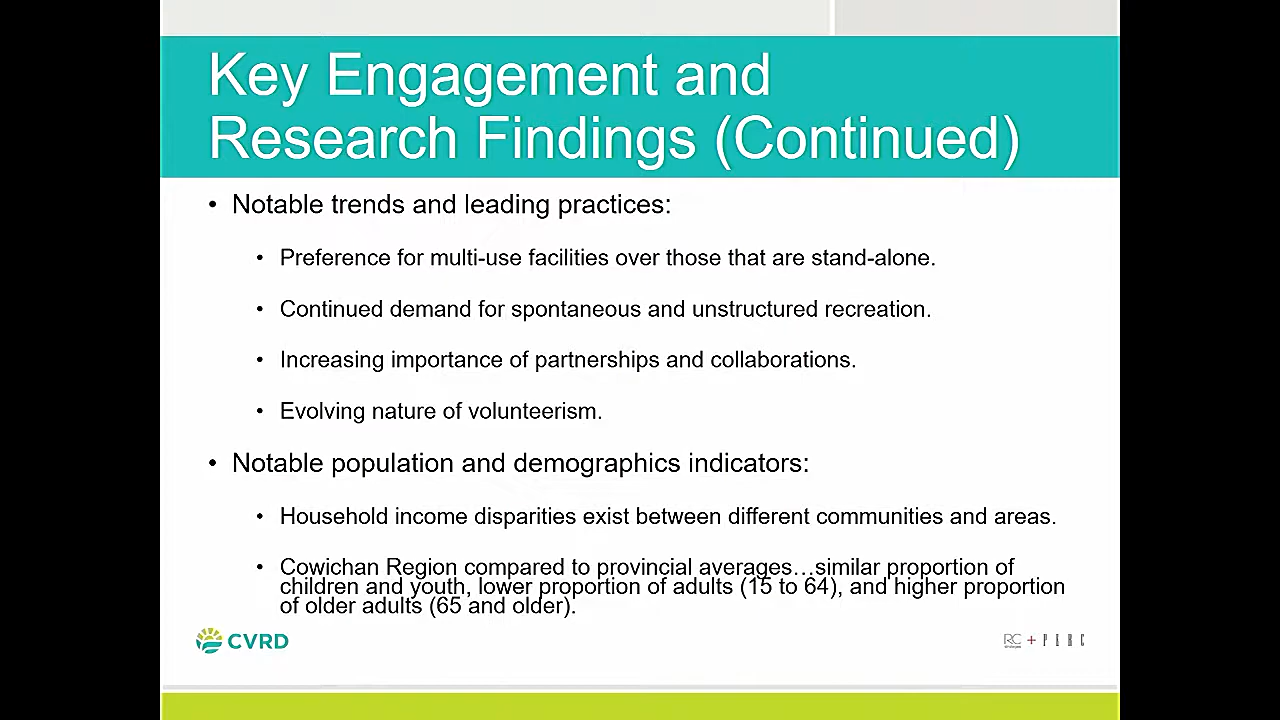 Key Engagement and
Research Findings (Continued)
• Notable trends and leading practices:
• Preference for multi-use facilities over those that are stand-alone.
• Continued demand for spontaneous and unstructured recreation.
• Increasing importance of partnerships and collaborations.
• Evolving nature of volunteerism.
• Notable population and demographics indicators:
• Household income disparities exist between different communities and areas.
• Cowichan Region compared to provincial averages…similar proportion of
children and youth, lower proportion of adults (15 to 64), and higher proportion
of older adults (65 and older).
CVRD
RC + PERC